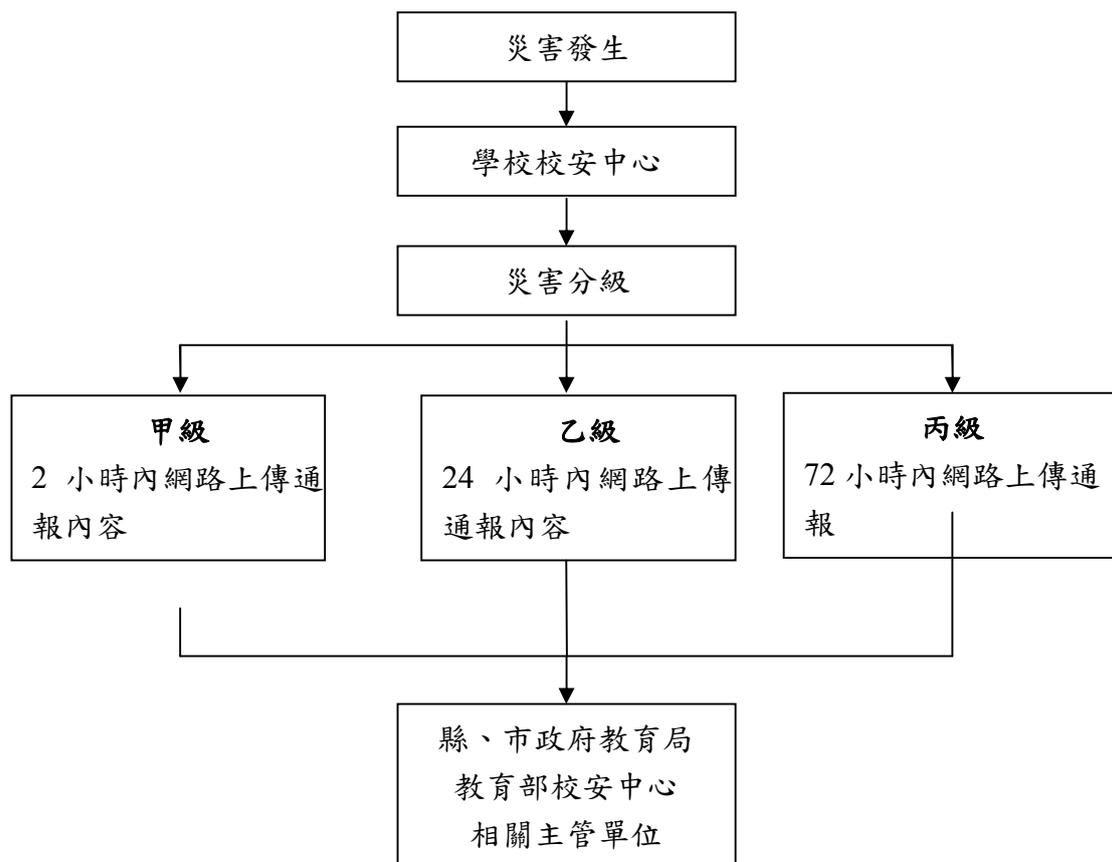 災害發生
學校校安中心
災害分級
甲級
2 小時內網路上傳通
報內容
乙級
24 小時內網路上傳
通報內容
丙級
72 小時內網路上傳通
報
縣、市政府教育局
教育部校安中心
相關主管單位